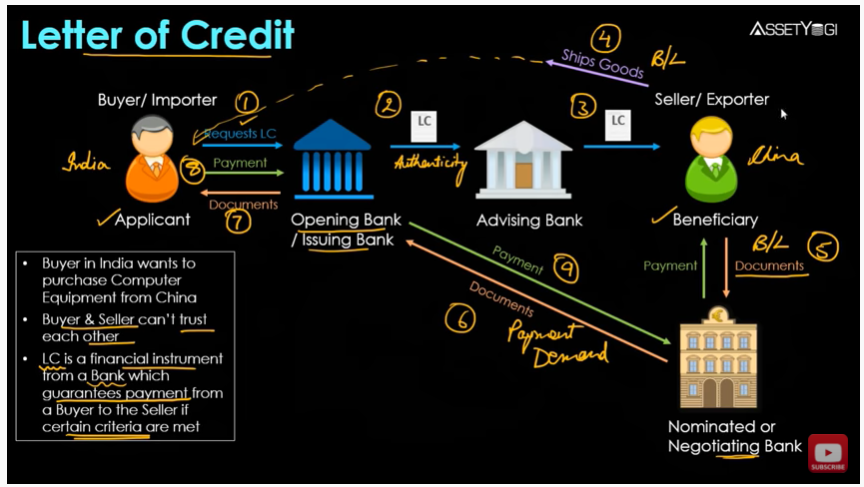 Letter of Credit
ASSETYOGI
4
Ships Goods
B/L
Buyer/ Importer
1
2
LC
3
LC
Seller/ Exporter
Requests LC
India
8
Payment
Authenticity
China
Documents
7
Applicant
Opening Bank
/ Issuing Bank
Advising Bank
Beneficiary
Payment
9
Documents
6
Payment
Demand
Payment
B/L
5
Documents
• Buyer in India wants to
purchase Computer
Equipment from China
• Buyer & Seller can't trust
each other
• LC is a financial instrument
from a Bank which
guarantees payment from
a Buyer to the Seller if
certain criteria are met
Nominated or
Negotiating Bank
SUBSCRIBE